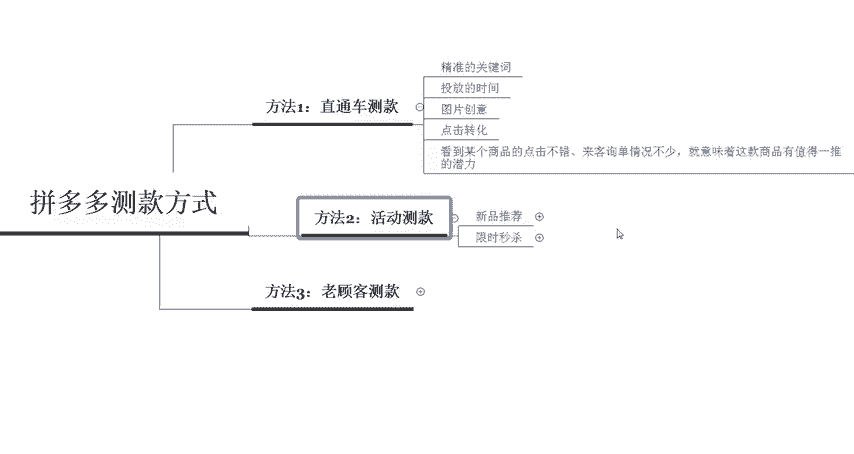 拼多多测款方式
方法1：直通车测款
精准的关键词
投放的时间
图片创意
点击转化
看到某个商品的点击不错、来客询单情况不少，就意味着这款商品有值得一推
的潜力
方法2：活动测款
新品推荐
限时秒杀
方法3：老顾客测款